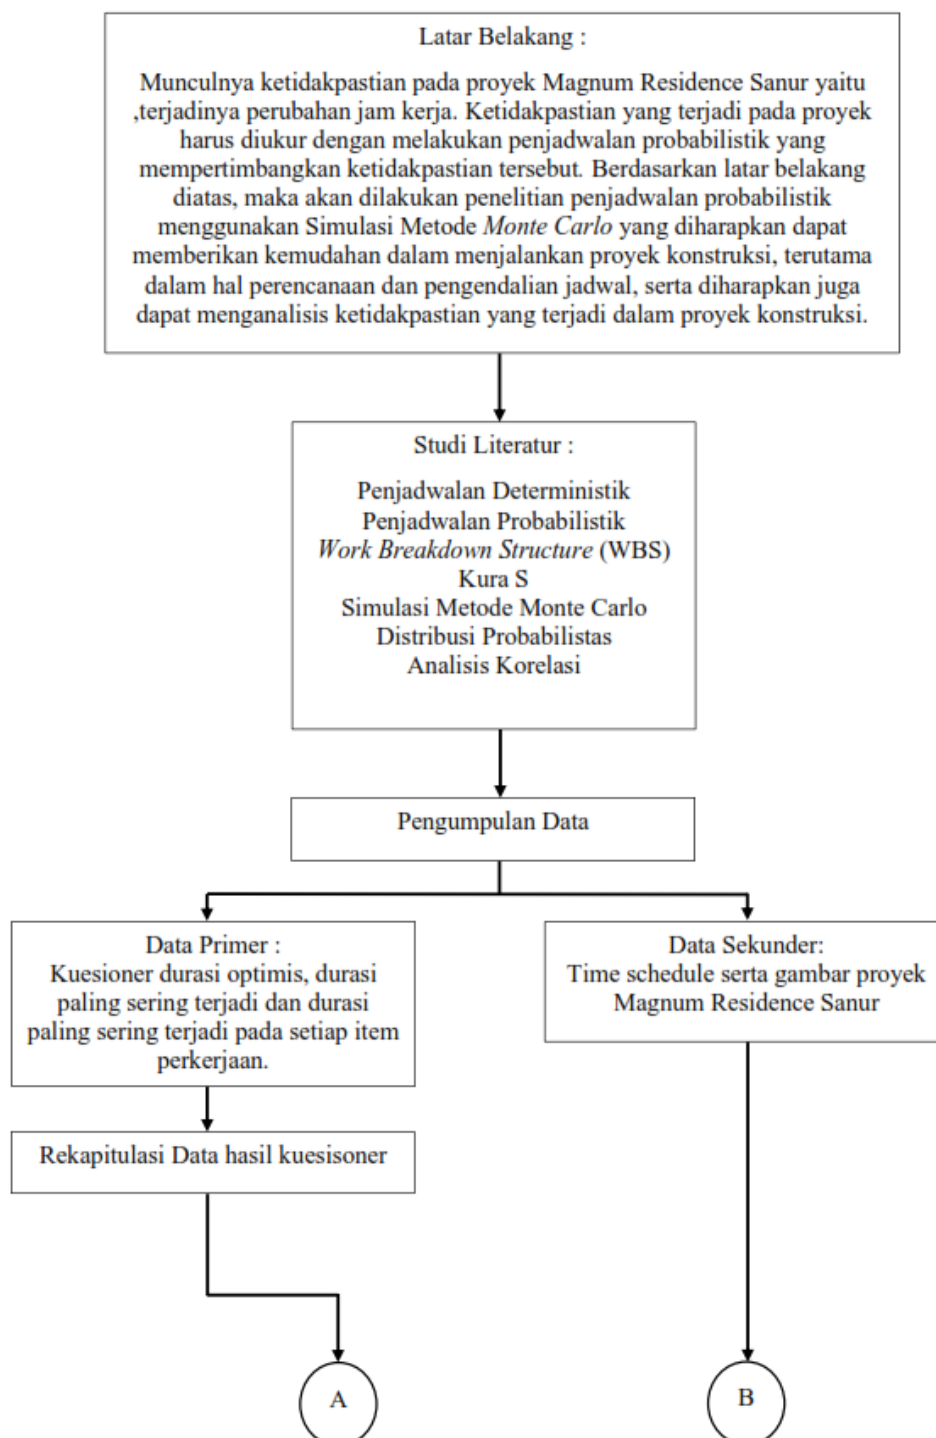 Latar Belakang :
Munculnya ketidakpastian pada proyek Magnum Residence Sanur yaitu
,terjadinya perubahan jam kerja. Ketidakpastian yang terjadi pada proyek
harus diukur dengan melakukan penjadwalan probabilistik yang
mempertimbangkan ketidakpastian tersebut. Berdasarkan latar belakang
diatas, maka akan dilakukan penelitian penjadwalan probabilistik
menggunakan Simulasi Metode Monte Carlo yang diharapkan dapat
memberikan kemudahan dalam menjalankan proyek konstruksi, terutama
dalam hal perencanaan dan pengendalian jadwal, serta diharapkan juga
dapat menganalisis ketidakpastian yang terjadi dalam proyek konstruksi.
Studi Literatur :
Penjadwalan Deterministik
Penjadwalan Probabilistik
Work Breakdown Structure (WBS)
Kura S
Simulasi Metode Monte Carlo
Distribusi Probabilistas
Analisis Korelasi
Pengumpulan Data
Data Primer :
Kuesioner durasi optimis, durasi
paling sering terjadi dan durasi
paling sering terjadi pada setiap item
perkerjaan.
Data Sekunder:
Time schedule serta gambar proyek
Magnum Residence Sanur
Rekapitulasi Data hasil kuesisoner
A
B